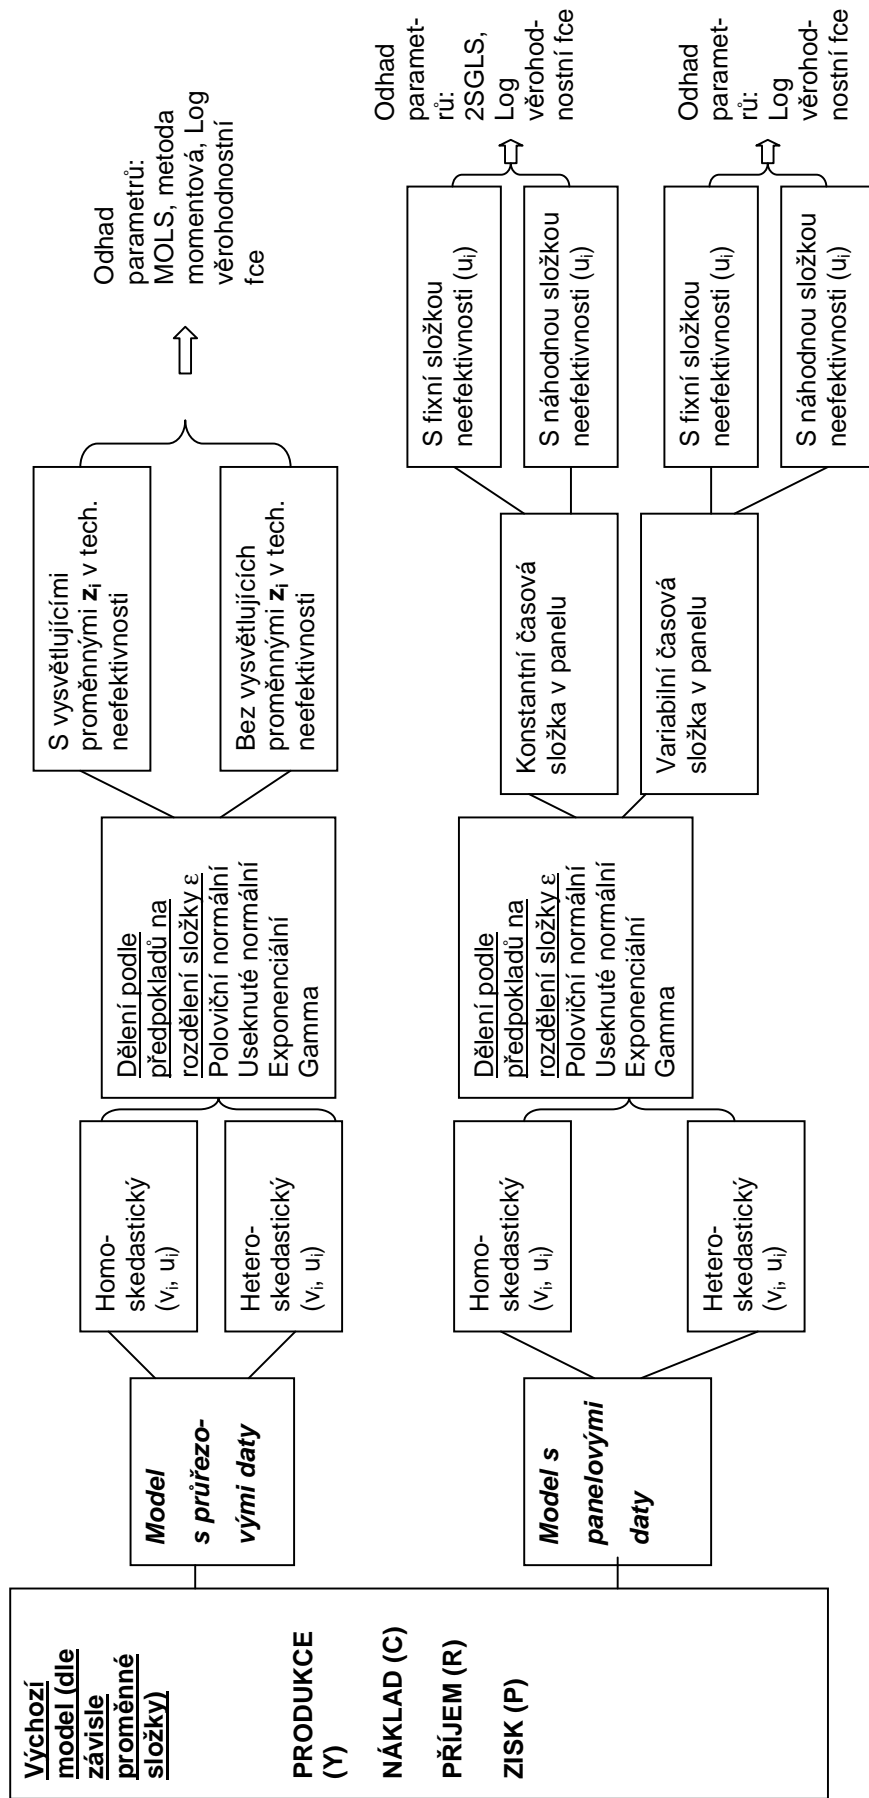 Výchozí
model (dle
závisle
proměnné
složky)
PRODUKCE
(Y)
NÁKLAD (C)
PŘÍJEM (R)
ZISK (P)
Model
s průřezo-
vými daty
Homo-
skedastický
(vi, ui)
Hetero-
skedastický
(vi, ui)
Dělení podle
předpokladů na
rozdělení složky ε
Poloviční normální
Useknuté normální
Exponenciální
Gamma
S vysvětlujícími
proměnnými zi v tech.
neefektivnosti
Bez vysvětlujících
proměnným zi v tech.
neefektivnosti
Odhad
parametrů:
MOLS, metoda
momentová, Log
věrohodnostní
fce
Model s
panelovými
daty
Homo-
skedastický
(vi, ui)
Hetero-
skedastický
(vi, ui)
Dělení podle
předpokladů na
rozdělení složky ε
Poloviční normální
Useknuté normální
Exponenciální
Gamma
Konstantní časová
složka v panelu
Variabilní časová
složka v panelu
S fixní složkou
neefektivnosti (ui)
S náhodnou složkou
neefektivnosti (ui)
Odhad
paramet-
rů:
2SGLS,
Log
věrohod-
nostní fce
S fixní složkou
neefektivnosti (ui)
S náhodnou složkou
neefektivnosti (ui)
Odhad
paramet-
rů:
Log
věrohod-
nostní fce